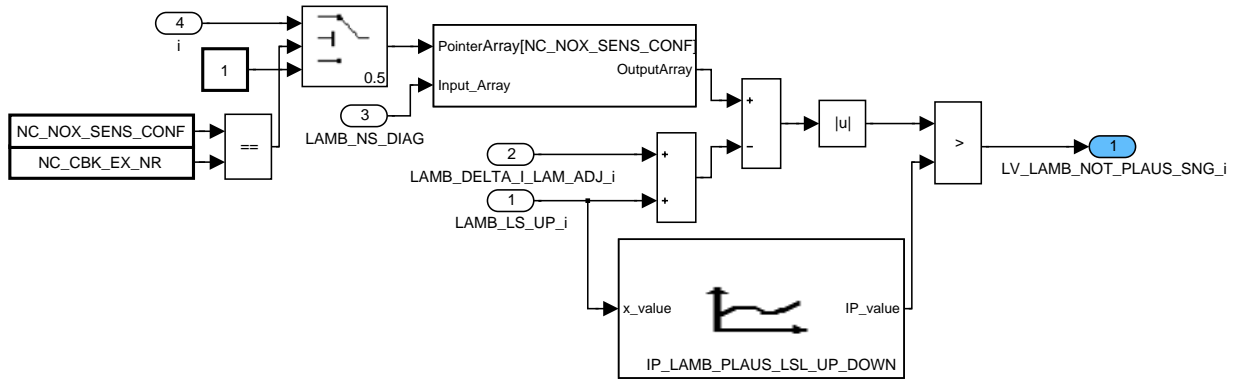 4
i
1
0.5
PointerArray[NC_NOX_SENS_CONF]
OutputArray
Input_Array
3
LAMB_NS_DIAG
NC_NOX_SENS_CONF
NC_CBK_EX_NR
==
2
LAMB_DELTA_I_LAM_ADJ_i
1
LAMB_LS_UP_i
+
+
+
−
|u|
>
1
LV_LAMB_NOT_PLAUS_SNG_i
x_value
IP_value
IP_LAMB_PLAUS_LSL_UP_DOWN